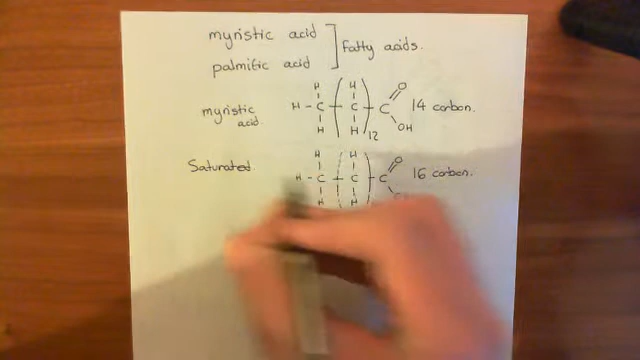 myristic acid
palmitic acid
Fatty acids.
myristic acid.
H
H
O
H - C - C - C
14 carbon.
OH
H
H
12
Saturated.
H
H
O
H - C - C - C
16 carbon.
H
H